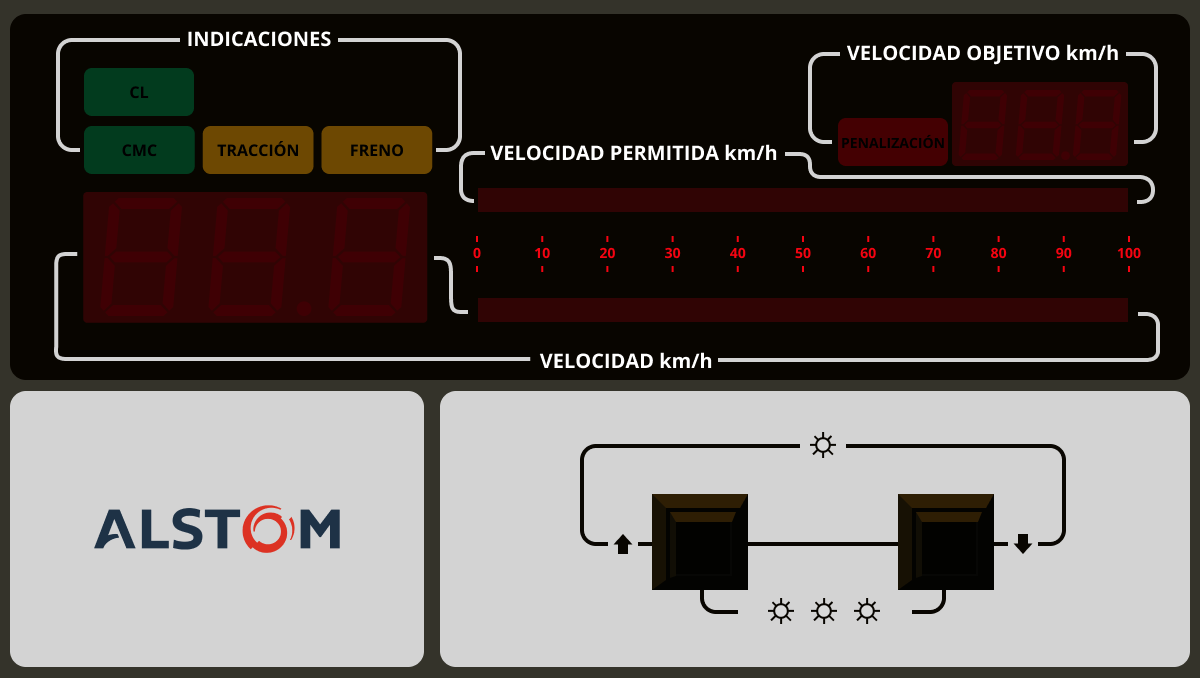 INDICACIONES
VELOCIDAD OBJETIVO km/h
CL
CMC
TRACCIÓN
FRENO
PENALIZACIÓN
VELOCIDAD PERMITIDA km/h
0 10 20 30 40 50 60 70 80 90 100
VELOCIDAD km/h
ALSTOM